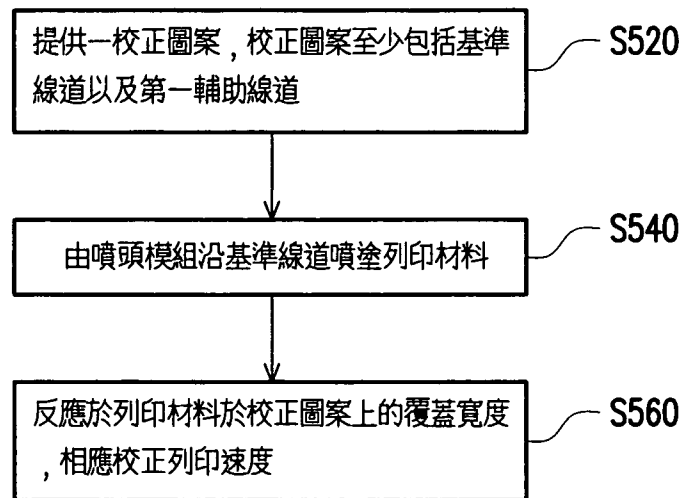 提供一校正圖案，校正圖案至少包括基準
線道以及第一輔助線道
S520
由噴頭模組沿基準線道噴塗列印材料
S540
反應於列印材料於校正圖案上的覆蓋寬度
，相應校正列印速度
S560